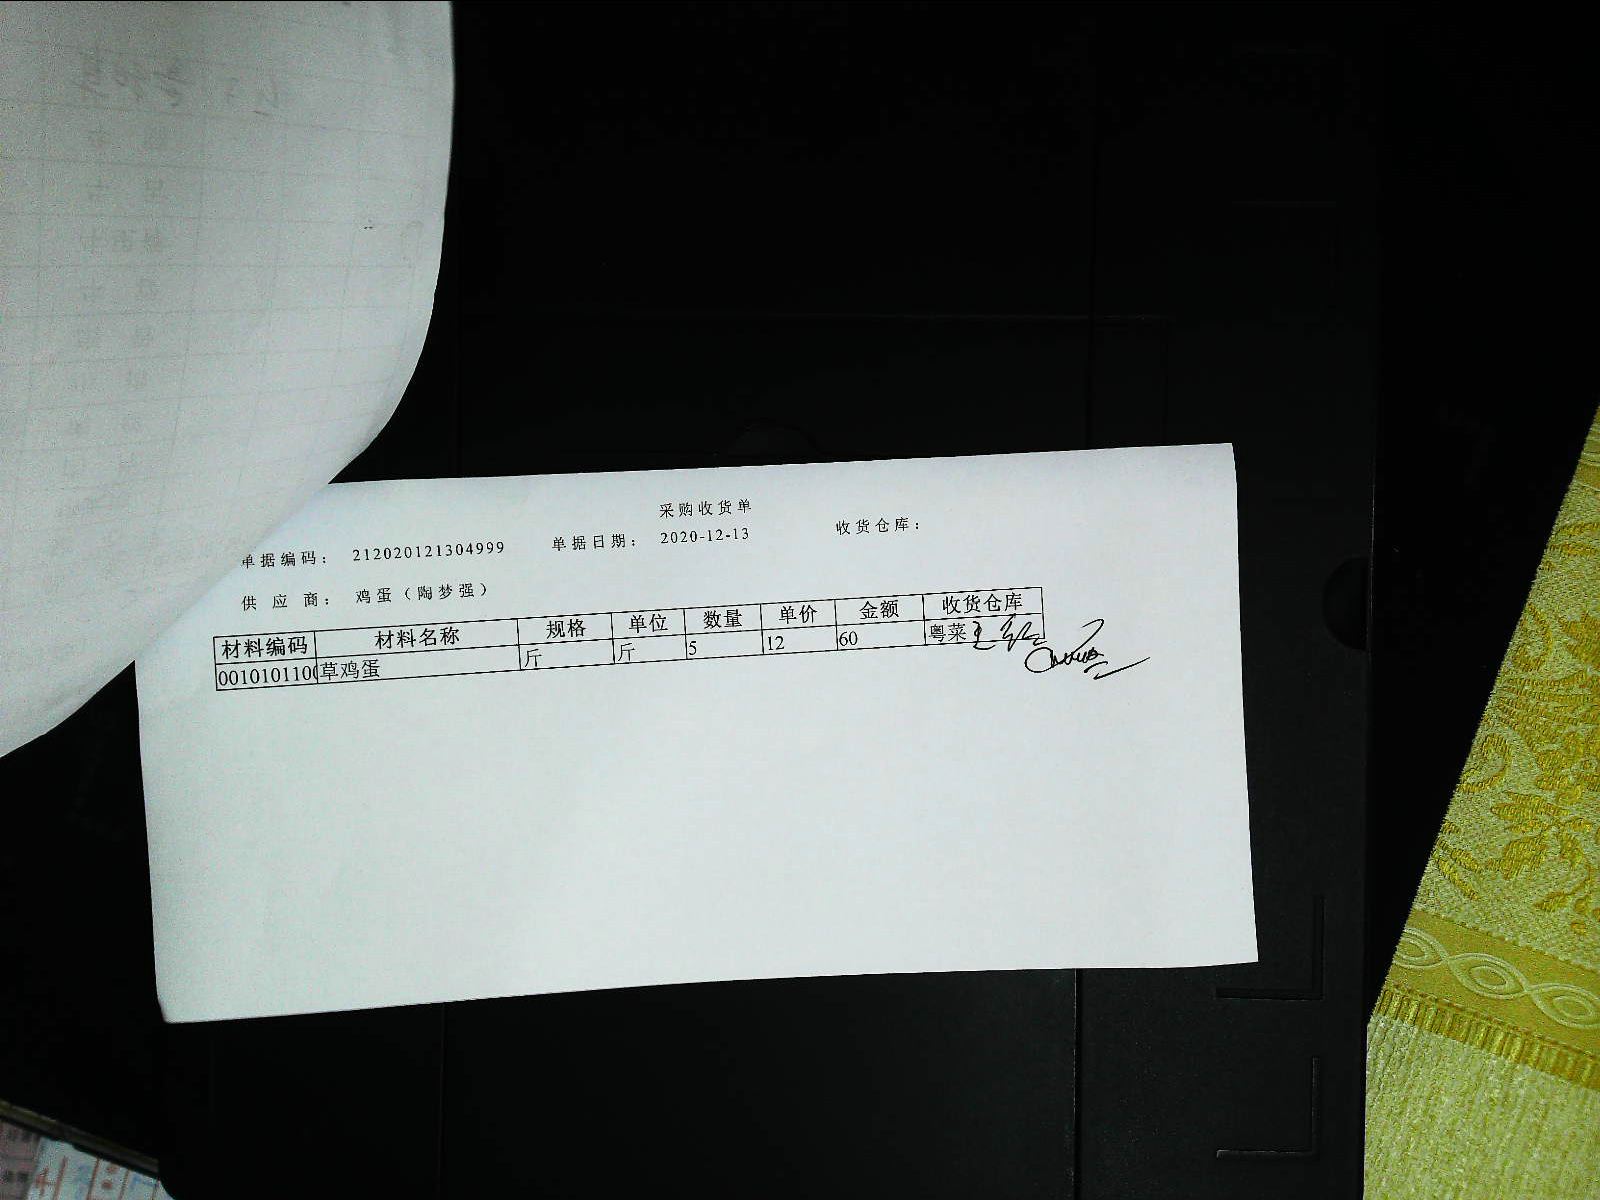 采购收货单
单据编码： 212020121304999 单据日期： 2020-12-13 收货仓库：
供应商： 鸡蛋（陶梦强）
材料编码 材料名称 规格 单位 数量 单价 金额 收货仓库
0010101100 草鸡蛋 斤 斤 5 12 60 粤菜